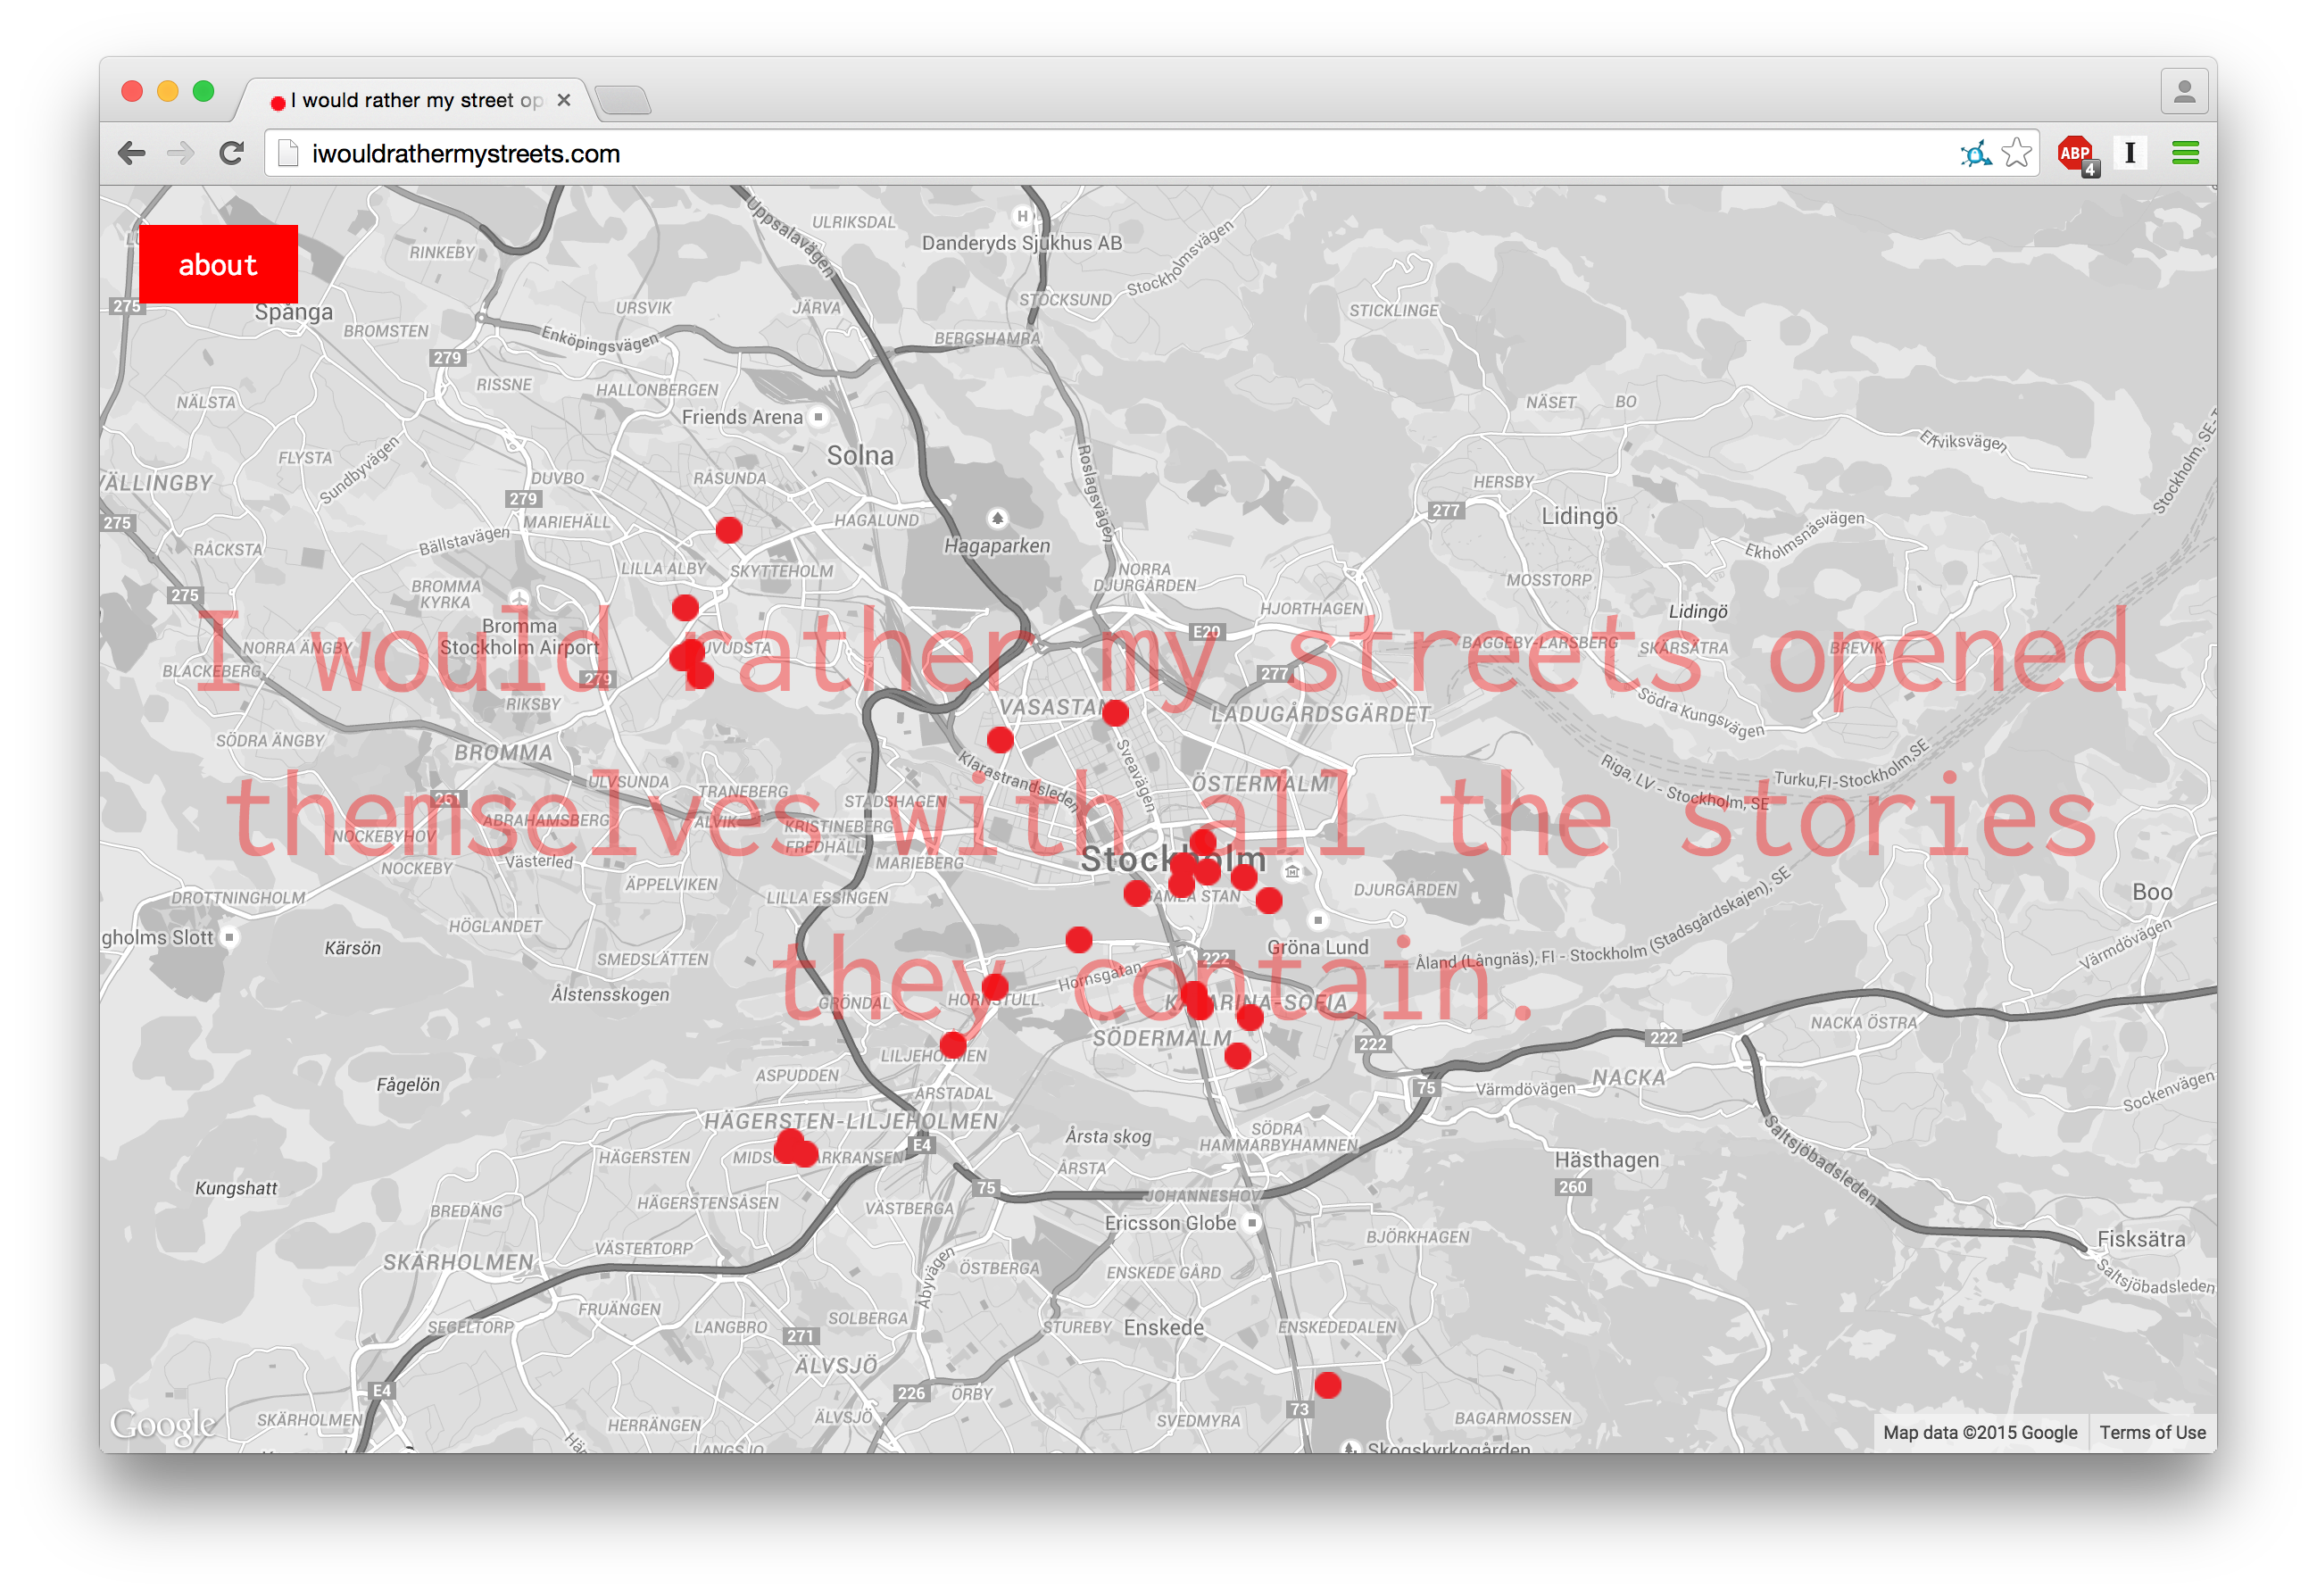 I would rather my street op
iwouldrathermystreets.com
ABP
4
I
about
I would rather my streets opened
themselves with all the stories
they contain.
Uppsalavägen
ULRIKSDAL
H
Danderyds Sjukhus AB
Stockholmsvägen
RINKEBY
275
Spånga
BROMSTEN
URSVIK
JÄRVA
STOCKSUND
STICKLINGE
Enköpingsvägen
BERGSHAMRA
279
RISSNE
HALLONBERGEN
NÄLSTA
Friends Arena
NÄSET
BO
Solna
FLYSTA
Sundbyvägen
Roslagsvägen
VÄLLINGBY
DUVBO
RÅSUNDA
HERSBY
279
277
Lidingö
275
MARIEHÄLL
HAGALUND
Ekholmsnäsvägen
RÅCKSTA
Bällstavägen
Hagaparken
LILLA ALBY
SKYTTEHOLM
NORRA
DJURGÅRDEN
MOSSTORP
275
BROMMA
KYRKA
HJORTHAGEN
Lidingö
Bromma
Stockholm Airport
E20
BAGGEBY-LARSBERG
SKÄRSÄTRA
BREVIK
NORRA ÄNGBY
BLACKEBERG
279
277
RIKSBY
VASASTAN
LADUGÅRDSGÄRDET
Södra Kungsvägen
SÖDRA ÄNGBY
BROMMA
Sveavägen
Klarastrandsleden
ULVSUNDA
TRANEBERG
ÖSTERMALM
Riga, LV - Stockholm, SE
Turku,FI-Stockholm,SE
261
STADSHAGEN
ABRAHAMSBERG
ALVIK
KRISTINEBERG
NOCKEBYHOV
FREDHÄLL
Västerled
MARIEBERG
Stockholm
NOCKEBY
ÄPPELVIKEN
DJURGÅRDEN
Boo
DROTTNINGHOLM
LILLA ESSINGEN
GAMLA STAN
HÖGLANDET
gholms Slott
Kärsön
SMEDSLÄTTEN
Gröna Lund
222
Åland (Långnäs), FI - Stockholm (Stadsgårdskajen), SE
Värmdövägen
Hornsgatan
Ålstensskogen
GRÖNDAL
HORNSTULL
KATARINA-SOFIA
NACKA ÖSTRA
SÖDERMALM
222
222
LILJEHOLMEN
Fågelön
ASPUDDEN
NACKA
75
Värmdövägen
ÅRSTADAL
Sockenvägen
HÄGERSTEN-LILJEHOLMEN
Årsta skog
SÖDRA
HAMMARBYHAMNEN
E4
HÄGERSTEN
ÅRSTA
Hästhagen
Saltsjöbadsleden
Kungshatt
75
JOHANNESHOV
260
HÄGERSTENSÅSEN
BREDÄNG
VÄSTBERGA
Ericsson Globe
BJÖRKHAGEN
Fisksätra
VÄSTERTORP
SKÄRHOLMEN
Åbyvägen
ÖSTBERGA
ENSKEDE GÅRD
Saltsjöbadsleden
FRUÄNGEN
SOLBERGA
SEGELTORP
LANGBRO
271
STUREBY
Enskede
ENSKEDEDALEN
ÄLVSJÖ
E4
226
ÖRBY
73
Google
SKÄRHOLMEN
HERRÄNGEN
ÄLVSJÖ
SVEDMYRA
BAGARMOSSEN
Skogskyrkogården
Map data ©2015 Google
Terms of Use